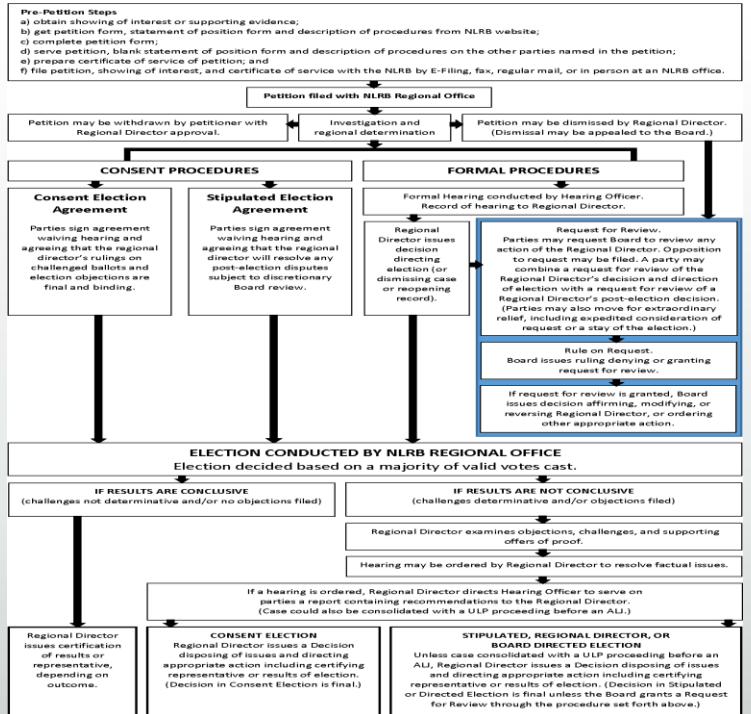 Pre-Petition Steps
a) obtain showing of interest or supporting evidence;
b) get petition form, statement of position form and description of procedures from NLRB website;
c) complete petition form;
d) serve petition, blank statement of position form and description of procedures on the other parties named in the petition;
e) prepare certificate of service of petition; and
f) file petition, showing of interest, and certificate of service with the NLRB by E-Filing, fax, regular mail, or in person at an NLRB office.
Petition filed with NLRB Regional Office
Petition may be withdrawn by petitioner with
Regional Director approval.
Investigation and
regional determination
Petition may be dismissed by Regional Director.
(Dismissal may be appealed to the Board.)
CONSENT PROCEDURES
FORMAL PROCEDURES
Consent Election
Agreement
Parties sign agreement
waiving hearing and
agreeing that the regional
director's rulings on
challenged ballots and
election objections are
final and binding.
Stipulated Election
Agreement
Parties sign agreement
waiving hearing and
agreeing that the regional
director will resolve any
post-election disputes
subject to discretionary
Board review.
Formal Hearing conducted by Hearing Officer.
Record of hearing to Regional Director.
Regional
Director issues
decision
directing
election (or
dismissing case
or reopening
record).
Request for Review.
Parties may request Board to review any
action of the Regional Director. Opposition
to request may be filed. A party may
combine a request for review of the
Regional Director's decision and direction
of election with a request for review of a
Regional Director's post-election decision.
(Parties may also move for extraordinary
relief, including expedited consideration of
request or a stay of the election.)
Rule on Request.
Board issues ruling denying or granting
request for review.
If request for review is granted, Board
issues decision affirming, modifying, or
reversing Regional Director, or ordering
other appropriate action.
ELECTION CONDUCTED BY NLRB REGIONAL OFFICE
Election decided based on a majority of valid votes cast.
IF RESULTS ARE CONCLUSIVE
(challenges not determinative and/or no objections filed)
IF RESULTS ARE NOT CONCLUSIVE
(challenges determinative and/or objections filed)
Regional Director examines objections, challenges, and supporting
offers of proof.
Hearing may be ordered by Regional Director to resolve factual issues.
If a hearing is ordered, Regional Director directs Hearing Officer to serve on
parties a report containing recommendations to the Regional Director.
(Case could also be consolidated with a ULP proceeding before an ALJ.)
Regional Director
issues certification
of results or
representative,
depending on
outcome.
CONSENT ELECTION
Regional Director issues a Decision
disposing of issues and directing
appropriate action including certifying
representative or results of election.
(Decision in Consent Election is final.)
STIPULATED, REGIONAL DIRECTOR, OR
BOARD DIRECTED ELECTION
Unless case consolidated with a ULP proceeding before an
ALJ, Regional Director issues a Decision disposing of issues
and directing appropriate action including certifying
representative or results of election. (Decision in Stipulated
or Directed Election is final unless the Board grants a Request
for Review through the procedure set forth above.)